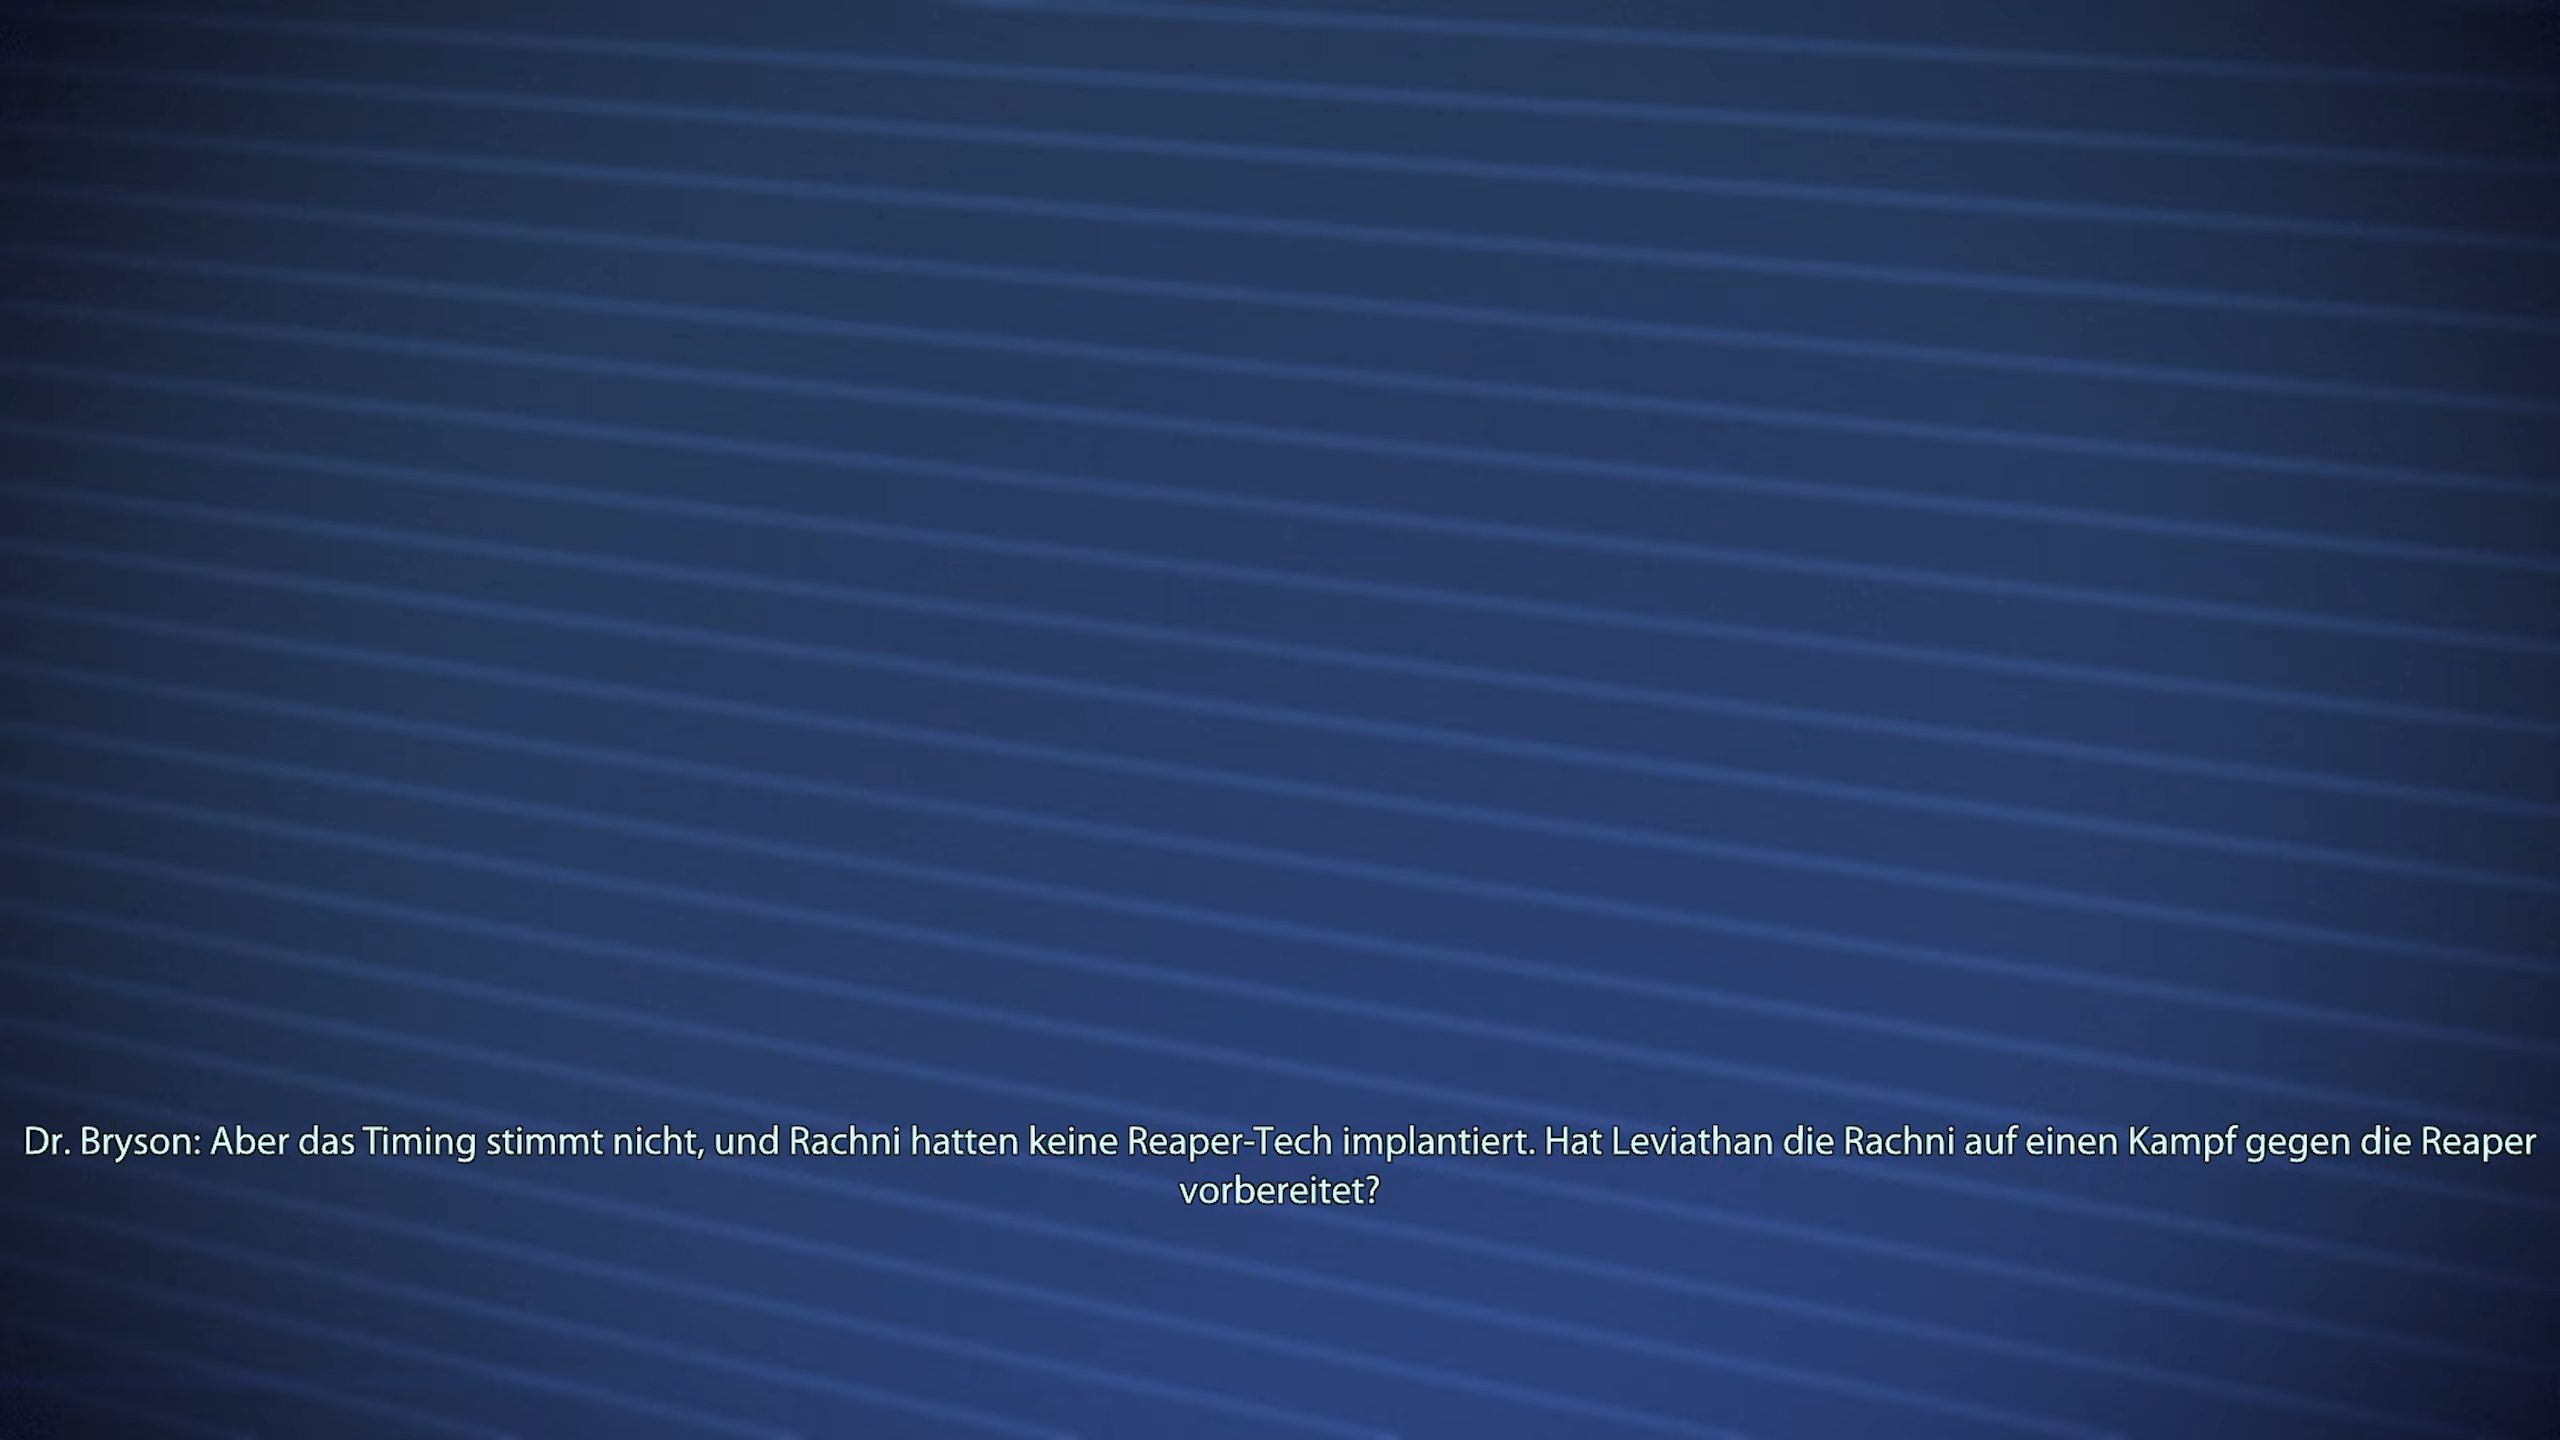 Dr. Bryson: Aber das Timing stimmt nicht, und Rachni hatten keine Reaper-Tech implantiert. Hat Leviathan die Rachni auf einen Kampf gegen die Reaper
vorbereitet?